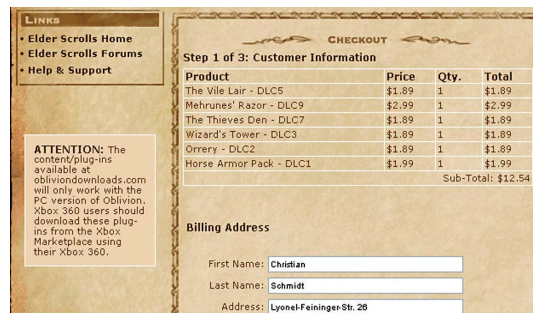 LINKS
• Elder Scrolls Home
• Elder Scrolls Forums
• Help & Support
ATTENTION: The
content/plug-ins
available at
obliviondownloads.com
will only work with the
PC version of Oblivion.
Xbox 360 users should
download these plug-
ins from the Xbox
Marketplace using
their Xbox 360.
CHECKOUT
Step 1 of 3: Customer Information
Product Price Qty. Total
The Vile Lair - DLC5 $1.89 1 $1.89
Mehrunes' Razor - DLC9 $2.99 1 $2.99
The Thieves Den - DLC7 $1.89 1 $1.89
Wizard's Tower - DLC3 $1.89 1 $1.89
Orrery - DLC2 $1.89 1 $1.89
Horse Armor Pack - DLC1 $1.99 1 $1.99
Sub-Total: $12.54
Billing Address
First Name: Christian
Last Name: Schmidt
Address: Lyonel-Feininger-Str. 26